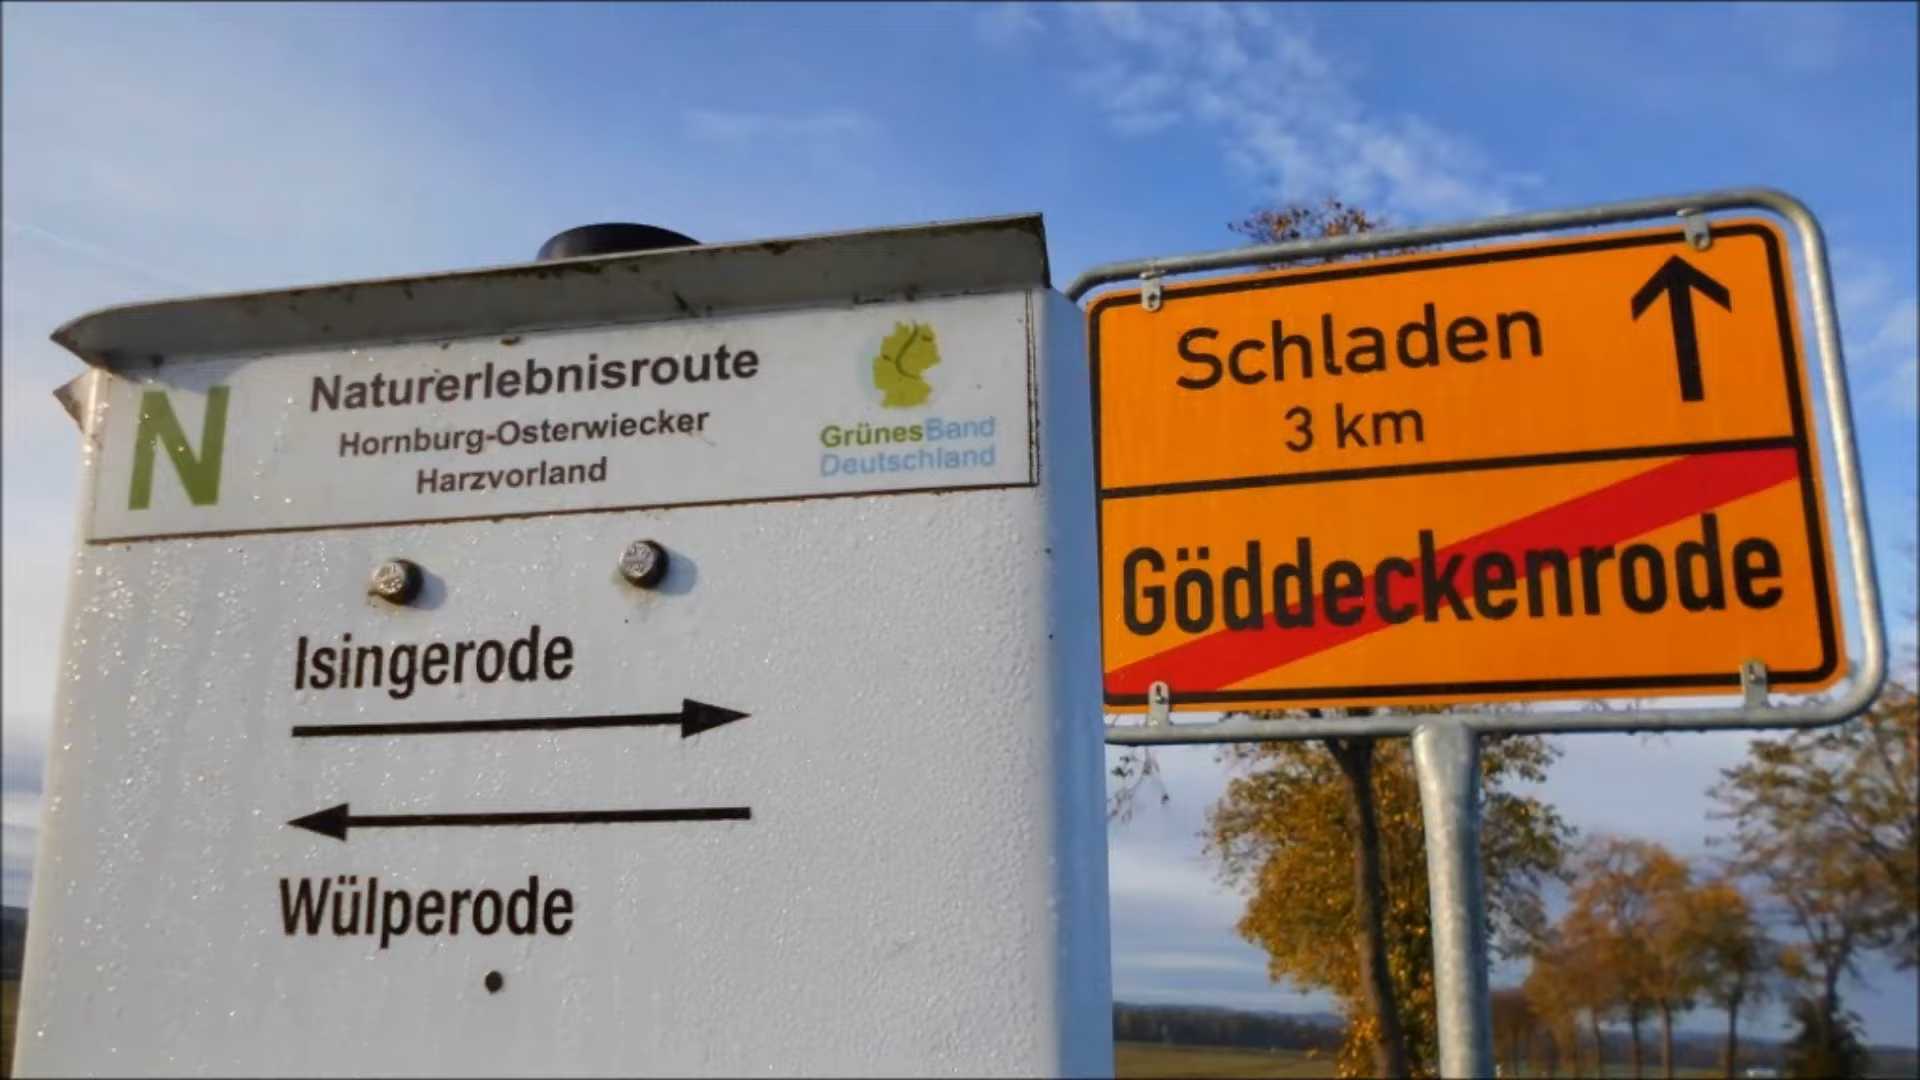 N
Naturerlebnisroute
Hornburg-Osterwiecker
Harzvorland
GrünesBand
Deutschland
Isingerode
Wülperode
Schladen
3 km
Göddeckenrode